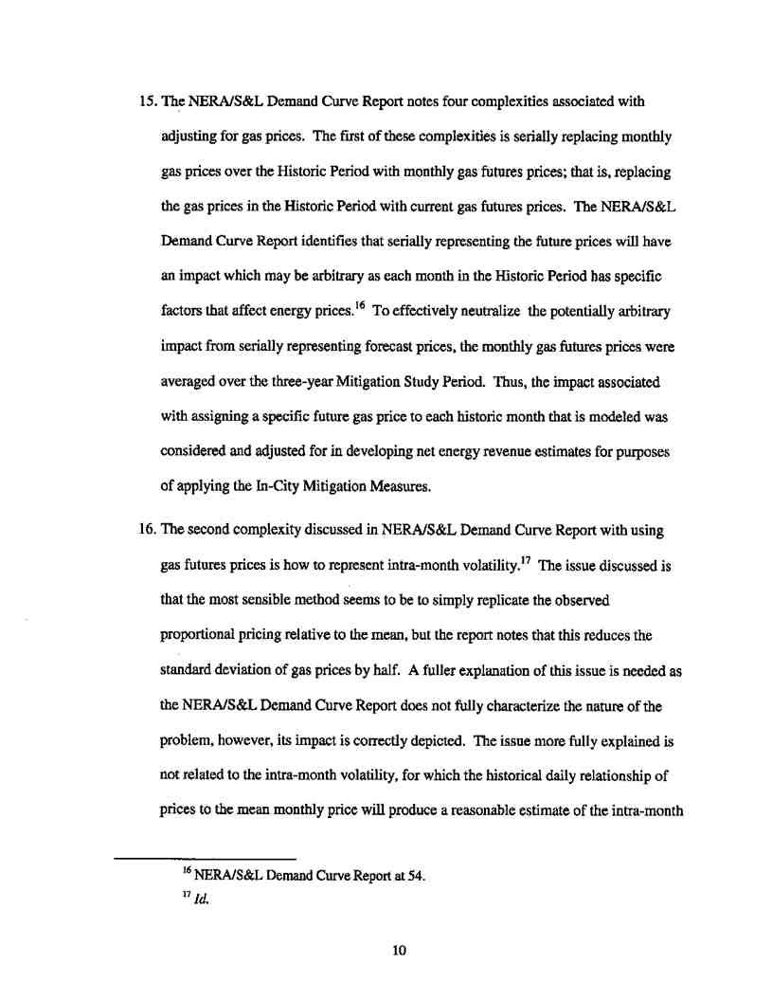 15. The NERA/S&L Demand Curve Report notes four complexities associated with
adjusting for gas prices. The first of these complexities is serially replacing monthly
gas prices over the Historic Period with monthly gas futures prices; that is, replacing
the gas prices in the Historic Period with current gas futures prices. The NERA/S&L
Demand Curve Report identifies that serially representing the future prices will have
an impact which may be arbitrary as each month in the Historic Period has specific
factors that affect energy prices.16 To effectively neutralize the potentially arbitrary
impact from serially representing forecast prices, the monthly gas futures prices were
averaged over the three-year Mitigation Study Period. Thus, the impact associated
with assigning a specific future gas price to each historic month that is modeled was
considered and adjusted for in developing net energy revenue estimates for purposes
of applying the In-City Mitigation Measures.
16. The second complexity discussed in NERA/S&L Demand Curve Report with using
gas futures prices is how to represent intra-month volatility.17 The issue discussed is
that the most sensible method seems to be to simply replicate the observed
proportional pricing relative to the mean, but the report notes that this reduces the
standard deviation of gas prices by half. A fuller explanation of this issue is needed as
the NERA/S&L Demand Curve Report does not fully characterize the nature of the
problem, however, its impact is correctly depicted. The issue more fully explained is
not related to the intra-month volatility, for which the historical daily relationship of
prices to the mean monthly price will produce a reasonable estimate of the intra-month
16 NERA/S&L Demand Curve Report at 54.
17 Id.
10